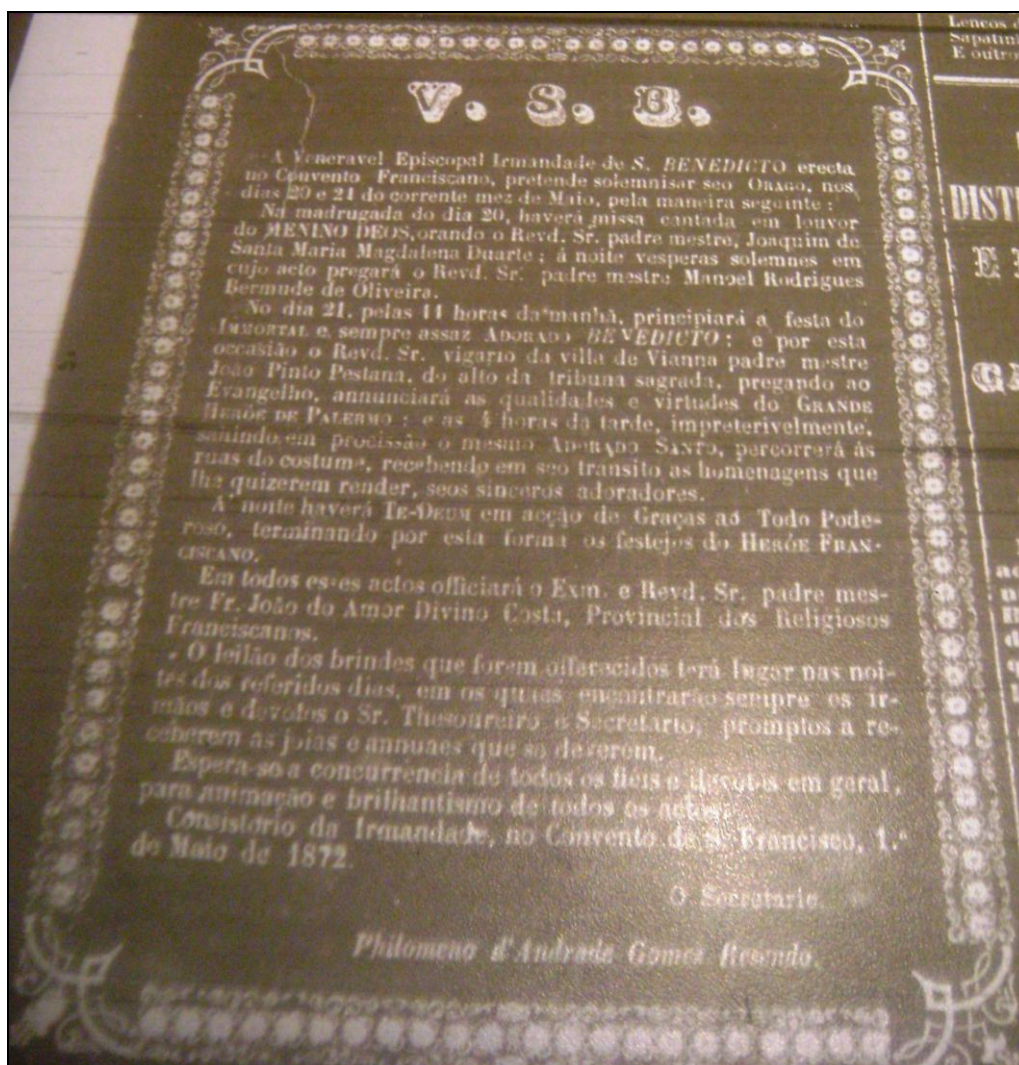 V. S. B.
A Veneravel Episcopal Irmandade de S. BENEDICTO erecta
no Convento Franciscano, pretende solemnisar seo ORAGO, nos
dias 20 e 21 do corrente mez de Maio, pela maneira seguinte :
Na madrugada do dia 20, haverá missa cantada em louvor
do MENINO DEOS, orando o Revd. Sr. padre mestre, Joaquim de
Santa Maria Magdalena Duarte ; á noite vesperas solemnes em
cujo acto pregará o Revd. Sr. padre mestre Manoel Rodrigues
Bermude de Oliveira.
No dia 21, pelas 11 horas da manhã, principiará a festa do
IMMORTAL e sempre assaz ADORADO BENEDICTO ; e por esta
occasião o Revd. Sr. vigario da villa de Vianna padre mestre
João Pinto Pestana, do alto da tribuna sagrada, pregando ao
Evangelho, annunciará as qualidades e virtudes do GRANDE
HERÓE DE PALERMO ; e as 4 horas da tarde, impreterivelmente,
sahindo em procissão o mesmo ADORADO SANTO, percorrerá ás
ruas do costume, recebendo em seo transito as homenagens que
lhe quizerem render, seos sinceros adoradores.
A' noite haverá TE-DEUM em acção de Graças ao Todo Pode-
roso, terminando por esta forma os festejos do HERÓE FRAN-
CISCANO.
Em todos esses actos officiará o Exm. e Revd. Sr. padre mes-
tre Fr. João do Amor Divino Costa, Provincial dos Religiosos
Franciscanos.
O leilão dos brindes que forem offerecidos terá lugar nas noi-
tes dos referidos dias, em os quaes encontrarão sempre os ir-
mãos e devotos o Sr. Thesoureiro e Secretario, promptos a re-
ceberem as joias e annuaes que se deverem.
Espera-se a concurrencia de todos os fieis e devotos em geral,
para animação e brilhantismo de todos os actos.
Consistorio da Irmandade, no Convento de S. Francisco, 1.º
de Maio de 1872.
O Secretario.
Philomeno d'Andrade Gomes Resendo.
Lencos
Sapatin
E outro
DIST
E
GA